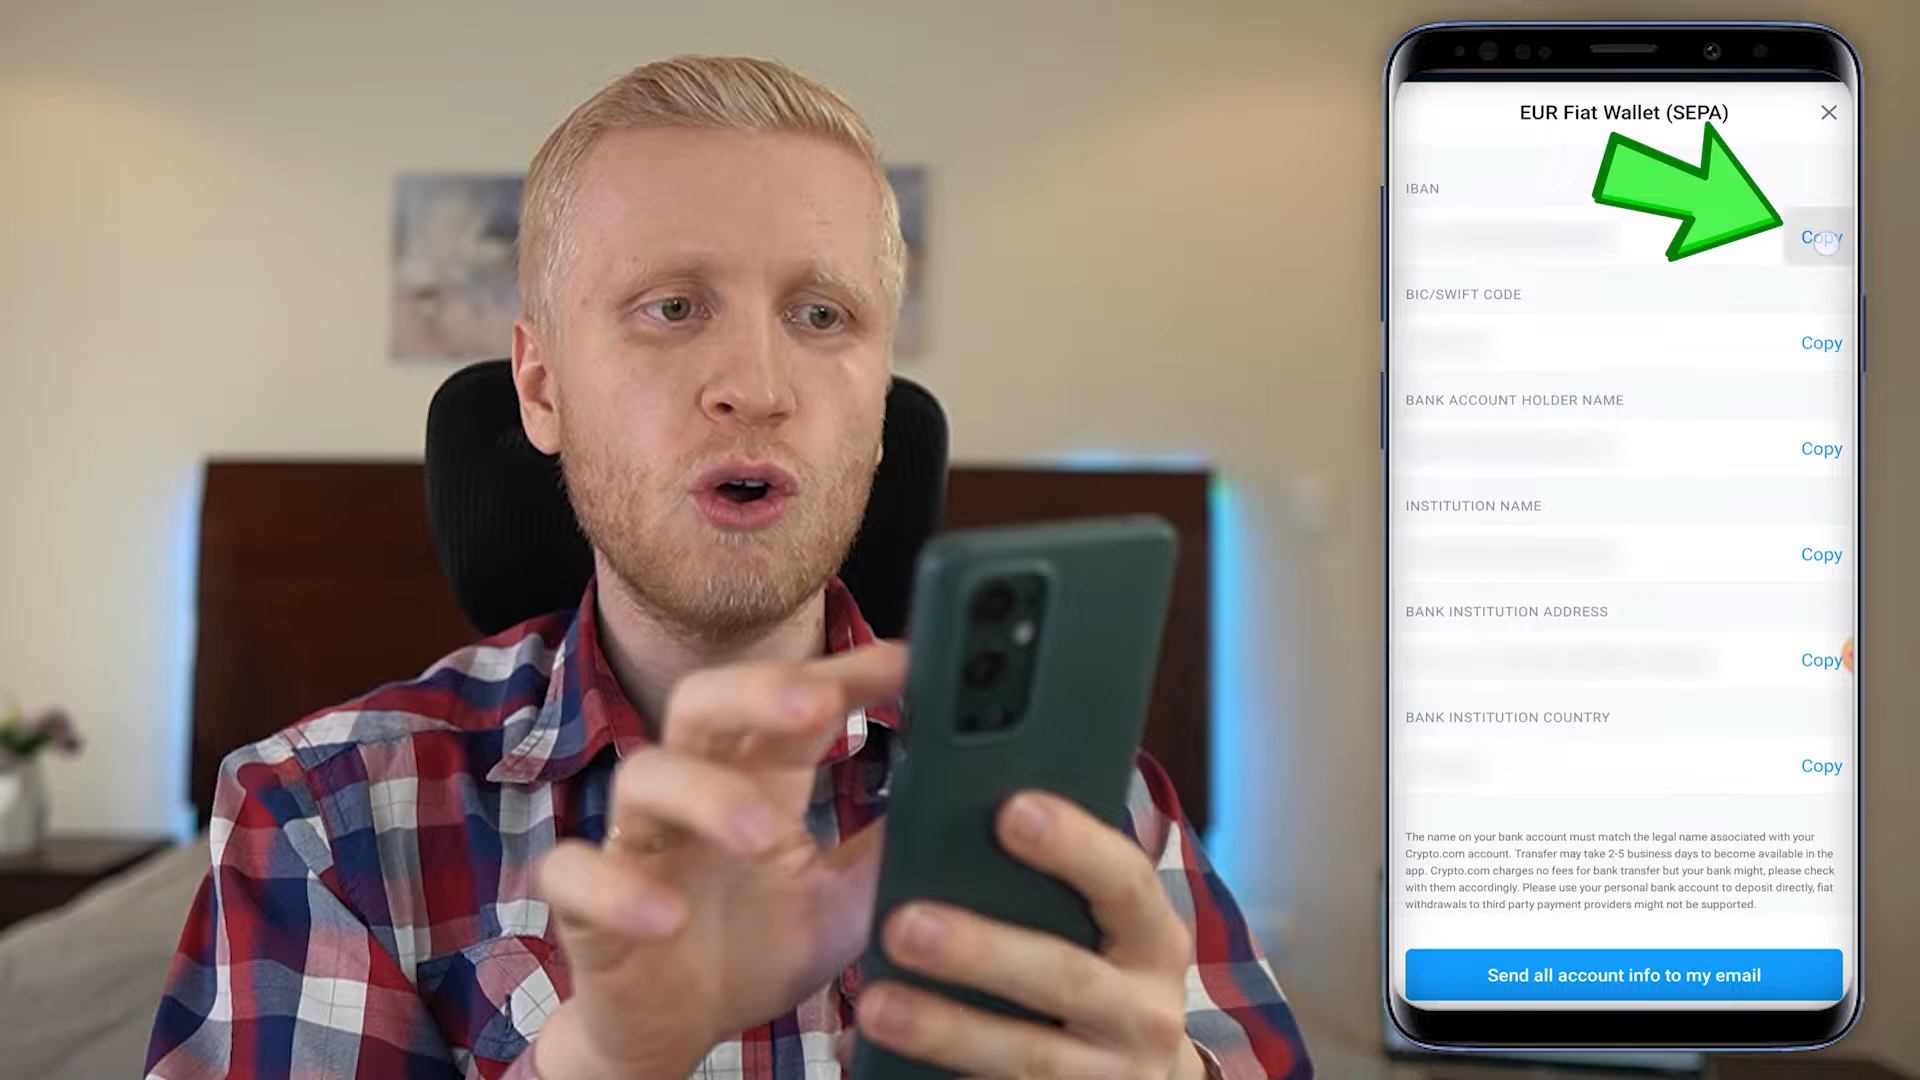 EUR Fiat Wallet (SEPA)
IBAN
Copy
BIC/SWIFT CODE
Copy
BANK ACCOUNT HOLDER NAME
Copy
INSTITUTION NAME
Copy
BANK INSTITUTION ADDRESS
Copy
BANK INSTITUTION COUNTRY
Copy
The name on your bank account must match the legal name associated with your
Crypto.com account. Transfer may take 2-5 business days to become available in the
app. Crypto.com charges no fees for bank transfer but your bank might, please check
with them accordingly. Please use your personal bank account to deposit directly, fiat
withdrawals to third party payment providers might not be supported.
Send all account info to my email